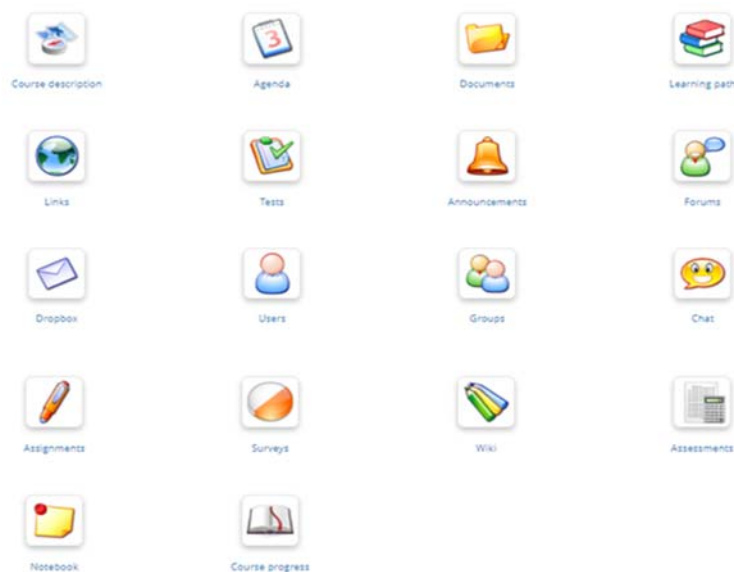 Course description
3
Agenda
Documents
Learning path
Links
Tests
Announcements
Forums
Dropbox
Users
Groups
Chat
Assignments
Surveys
Wiki
Assessments
Notebook
Course progress